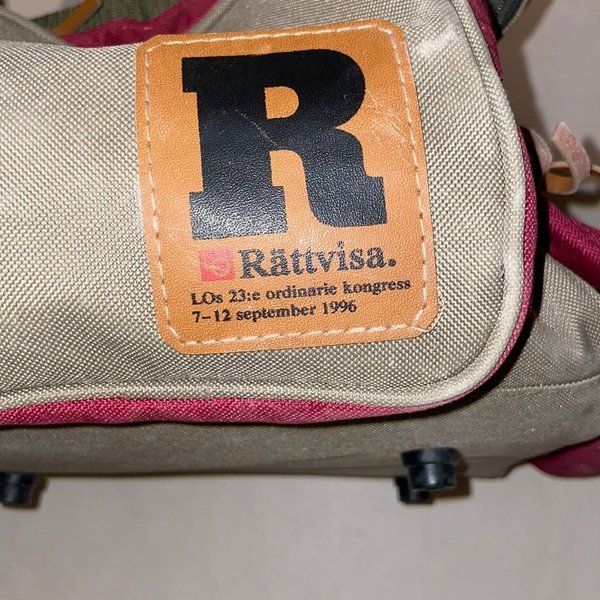 R
Rättvisa.
LOs 23:e ordinarie kongress
7–12 september 1996